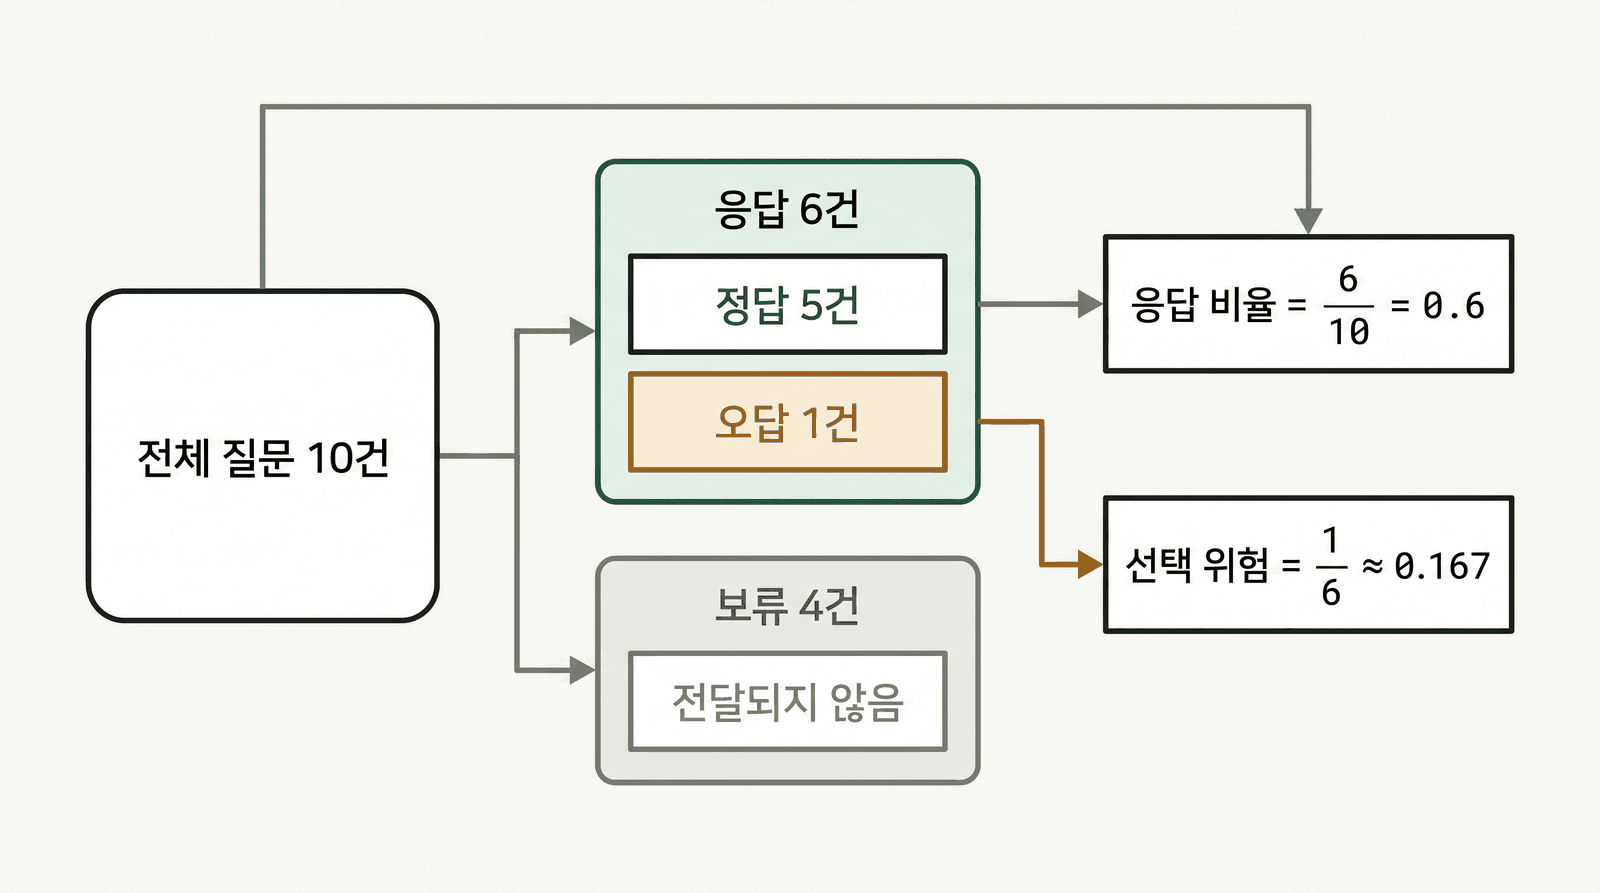 전체 질문 10건
응답 6건
정답 5건
오답 1건
보류 4건
전달되지 않음
응답 비율 = 6/10 = 0.6
선택 위험 = 1/6 ≈ 0.167